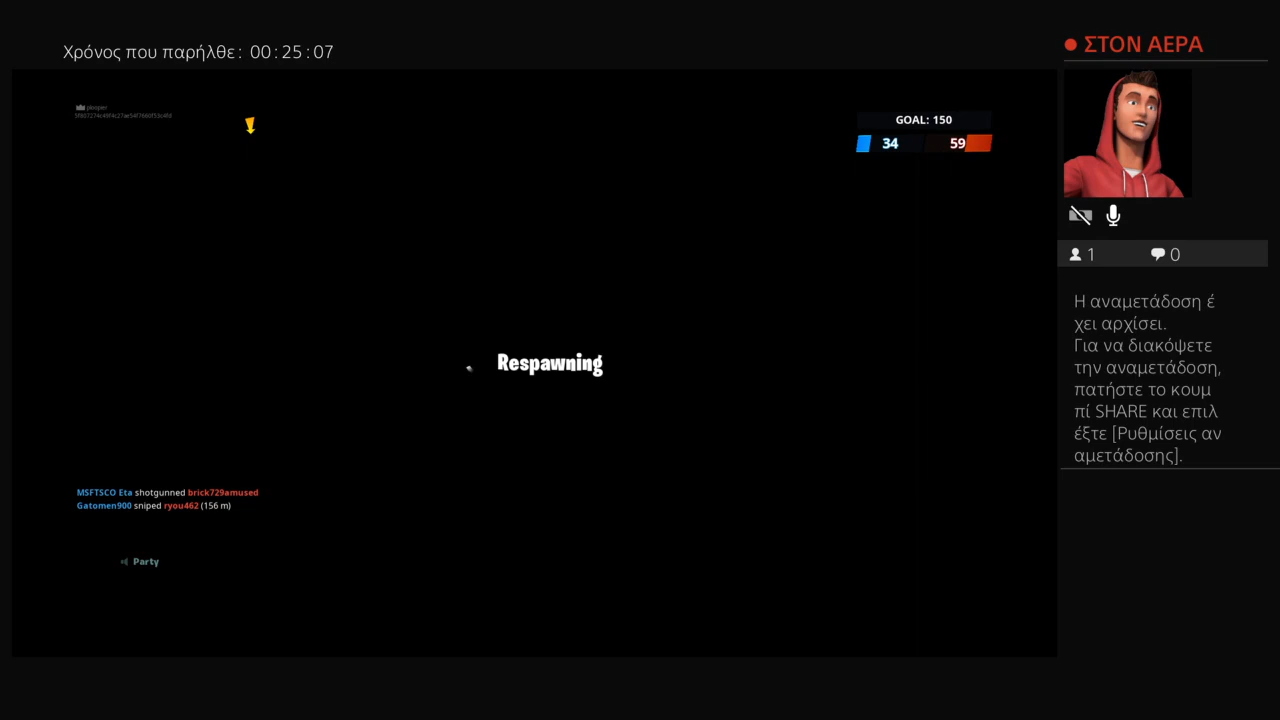 Χρόνος που παρήλθε: 00:25:07
ΣΤΟΝ ΑΕΡΑ
plooper
GOAL: 150
34 59
1 0
Η αναμετάδοση έ
χει αρχίσει.
Για να διακόψετε
την αναμετάδοση,
πατήστε το κουμ
πί SHARE και επιλ
έξτε [Ρυθμίσεις αν
αμετάδοσης].
Respawning
MSFTSCO Eta shotgunned brick729amused
Gatomen900 sniped ryou462 (156 m)
Party